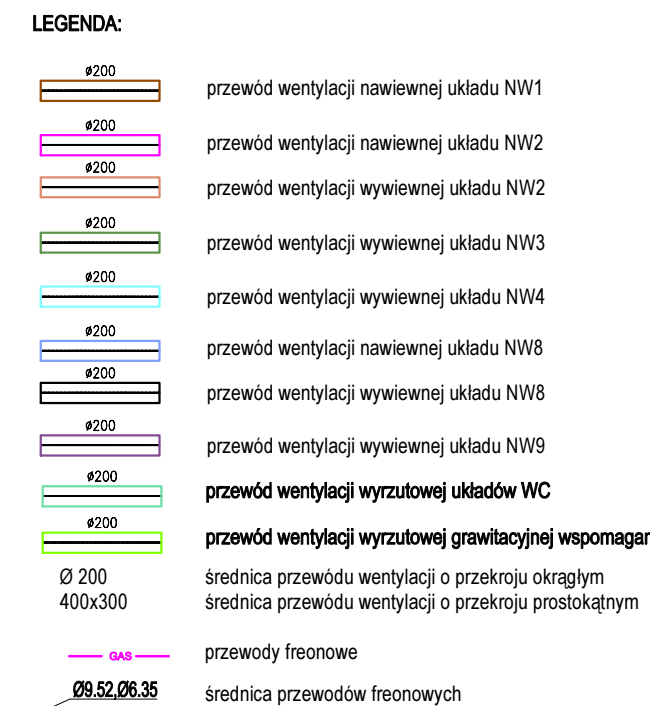 LEGENDA:
ø200
przewód wentylacji nawiewnej układu NW1
ø200
przewód wentylacji nawiewnej układu NW2
ø200
przewód wentylacji wywiewnej układu NW2
ø200
przewód wentylacji wywiewnej układu NW3
ø200
przewód wentylacji wywiewnej układu NW4
ø200
przewód wentylacji nawiewnej układu NW8
ø200
przewód wentylacji wywiewnej układu NW8
ø200
przewód wentylacji wywiewnej układu NW9
ø200
przewód wentylacji wyrzutowej układów WC
ø200
przewód wentylacji wyrzutowej grawitacyjnej wspomagan
Ø 200 średnica przewódu wentylacji o przekroju okrągłym
400x300 średnica przewódu wentylacji o przekroju prostokątnym
GAS przewody freonowe
Ø9.52,Ø6.35 średnica przewodów freonowych